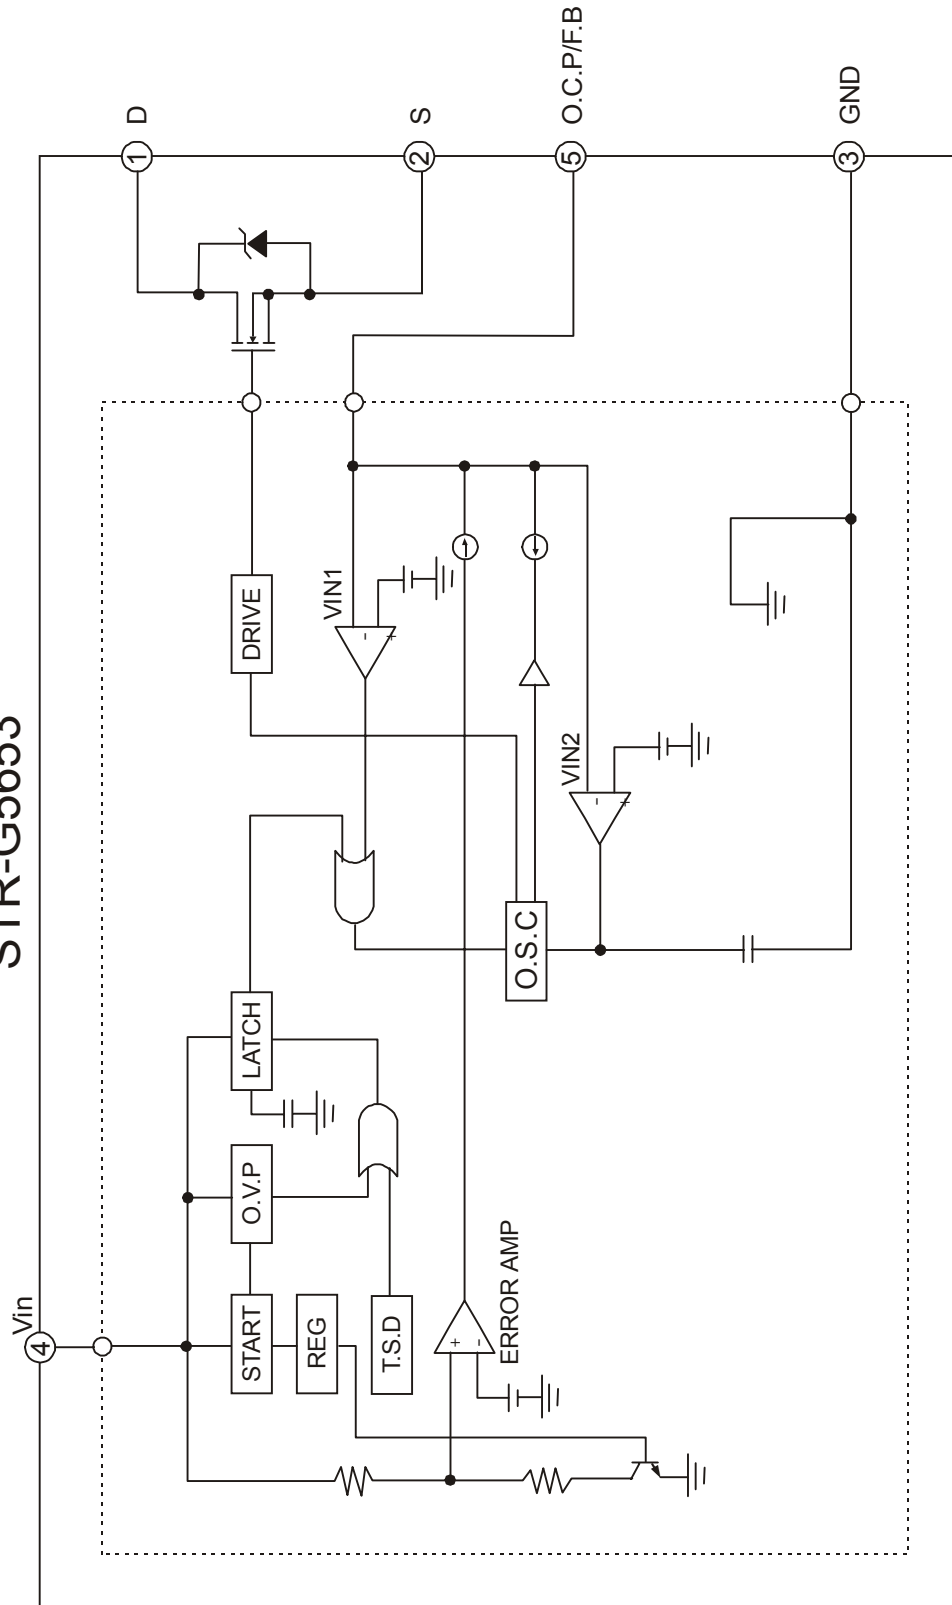 STR-G5653
Vin
4
1
D
2
S
5
O.C.P/F.B
3
GND
START
O.V.P
LATCH
DRIVE
REG
T.S.D
VIN1
-
+
O.S.C
VIN2
-
+
+
-
ERROR AMP